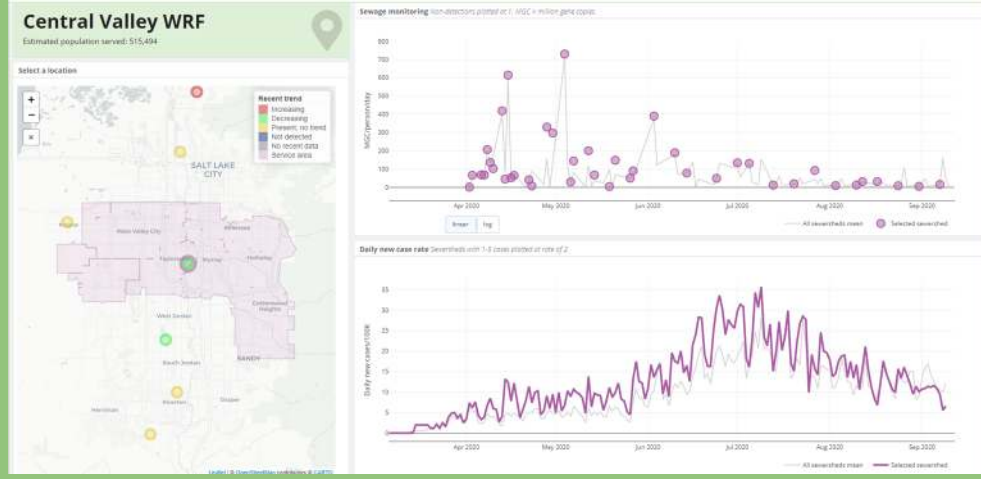 Central Valley WRF
Estimated population served: 515,494
Select a location
+
−
×
Recent trend
Increasing
Decreasing
Present, no trend
Not detected
No recent data
Service area
SALT LAKE
CITY
West Valley City
Millcreek
Murray
Holladay
Cottonwood
Heights
West Jordan
South Jordan
SANDY
Riverton
Draper
Herriman
Leaflet | © OpenStreetMap contributors © CARTO
Sewage monitoring Non-detections plotted at 1. MGC = million gene copies.
MGC/person/day
800
700
600
500
400
300
200
100
0
Apr 2020
May 2020
Jun 2020
Jul 2020
Aug 2020
Sep 2020
linear
log
All sewersheds mean
Selected sewershed
Daily new case rate Sewersheds with 1-5 cases plotted at rate of 2.
Daily new cases/100K
35
30
25
20
15
10
5
0
Apr 2020
May 2020
Jun 2020
Jul 2020
Aug 2020
Sep 2020
All sewersheds mean
Selected sewershed